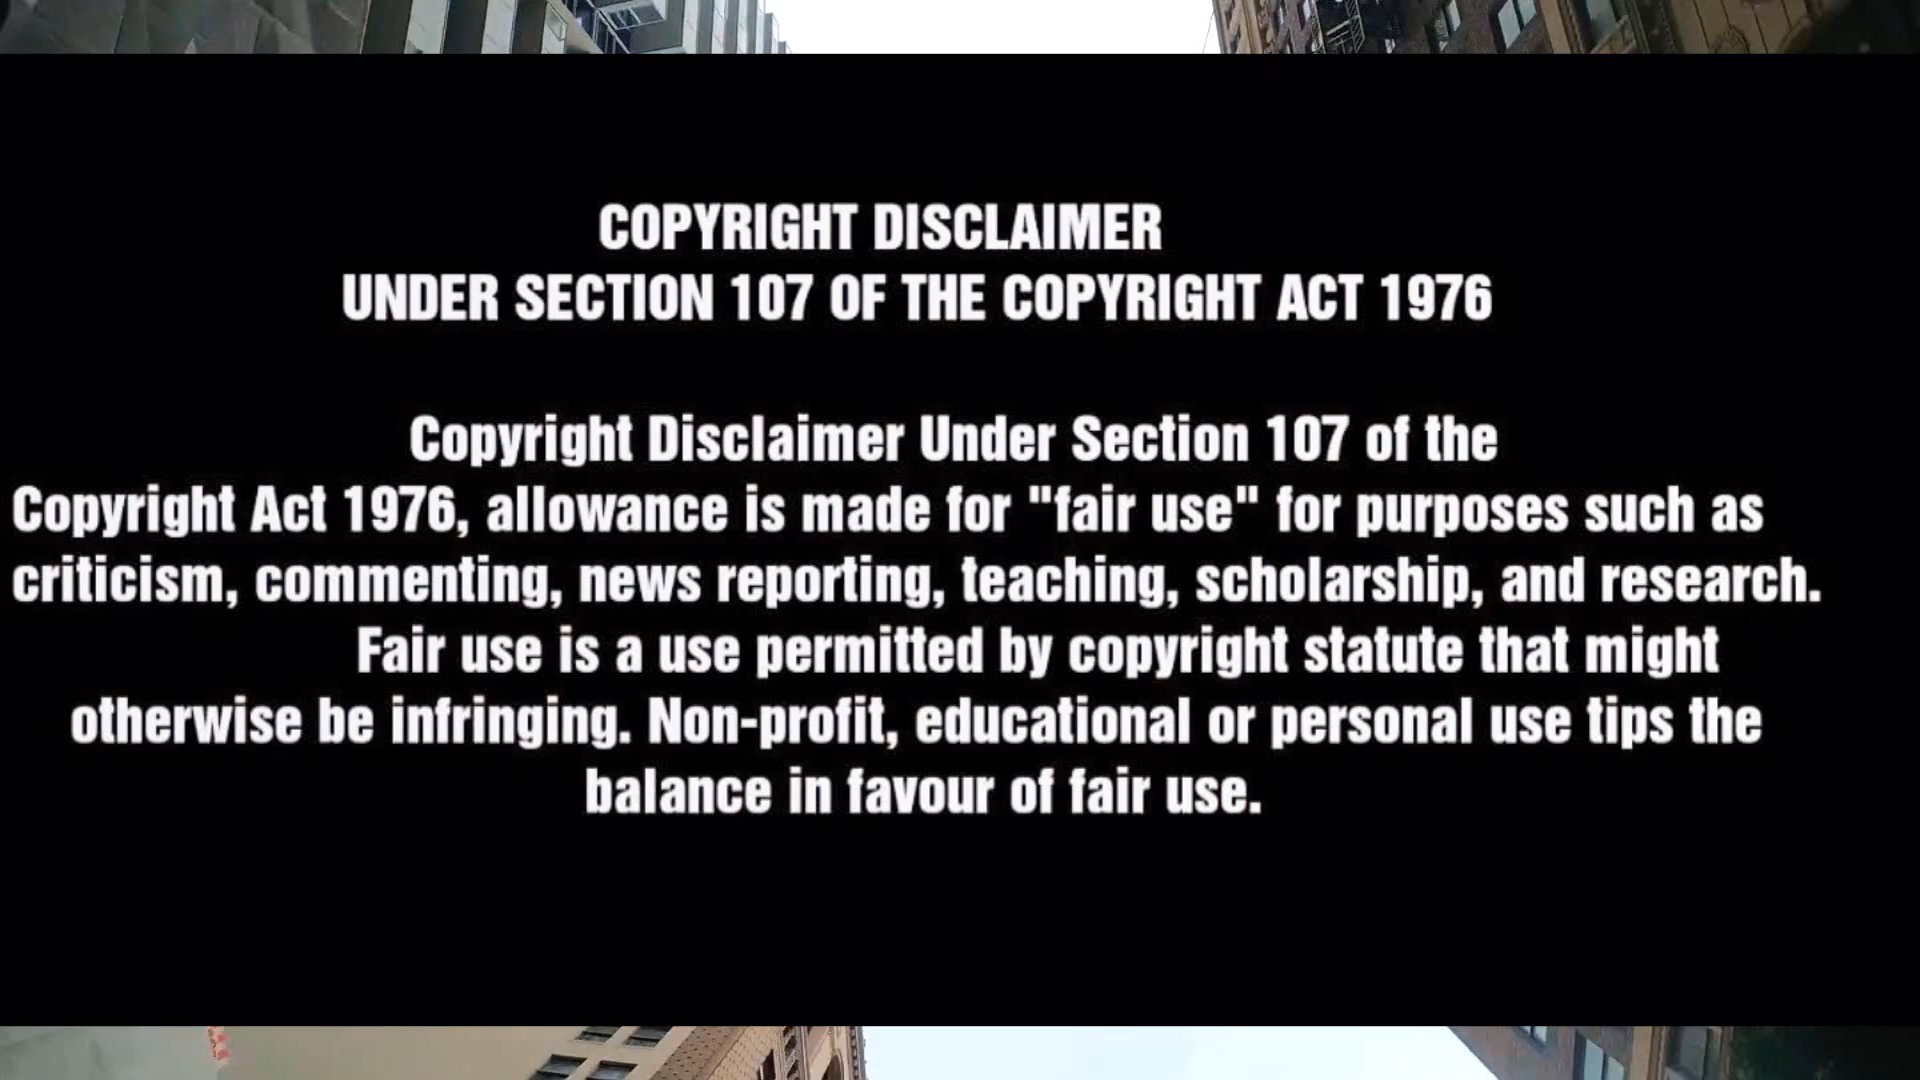 COPYRIGHT DISCLAIMER
UNDER SECTION 107 OF THE COPYRIGHT ACT 1976
Copyright Disclaimer Under Section 107 of the
Copyright Act 1976, allowance is made for "fair use" for purposes such as
criticism, commenting, news reporting, teaching, scholarship, and research.
Fair use is a use permitted by copyright statute that might
otherwise be infringing. Non-profit, educational or personal use tips the
balance in favour of fair use.